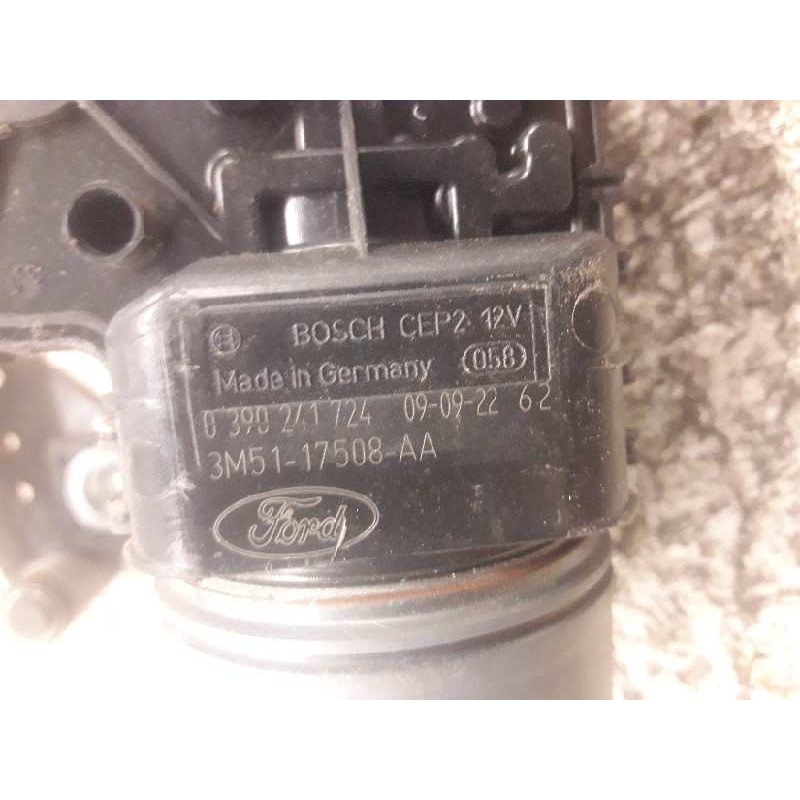 BOSCH CEP2 12V
Made in Germany 058
0 390 241 724 09-09-22 62
3M51-17508-AA
Ford